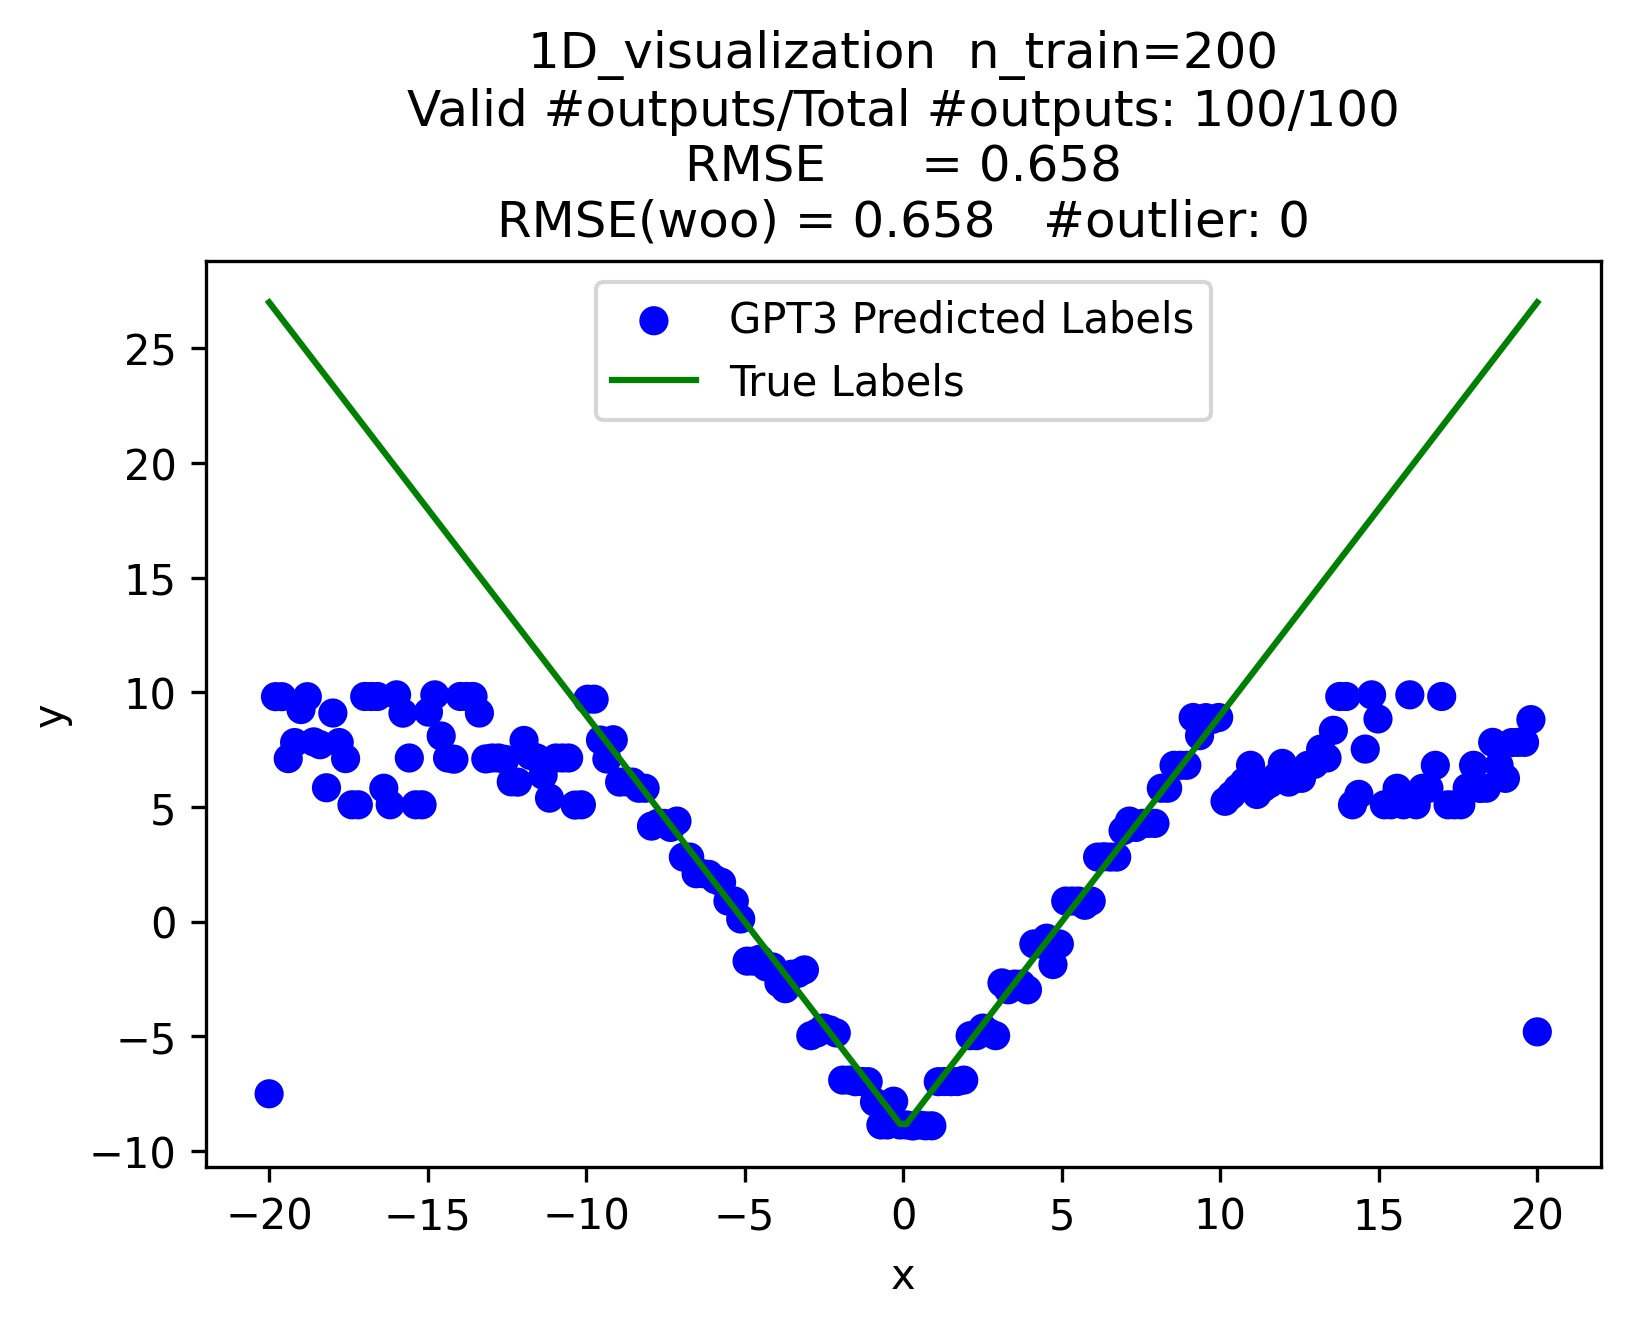 1D_visualization  n_train=200
Valid #outputs/Total #outputs: 100/100
RMSE      = 0.658
RMSE(woo) = 0.658   #outlier: 0
GPT3 Predicted Labels
True Labels
25
20
15
10
5
0
−5
−10
y
−20
−15
−10
−5
0
5
10
15
20
x